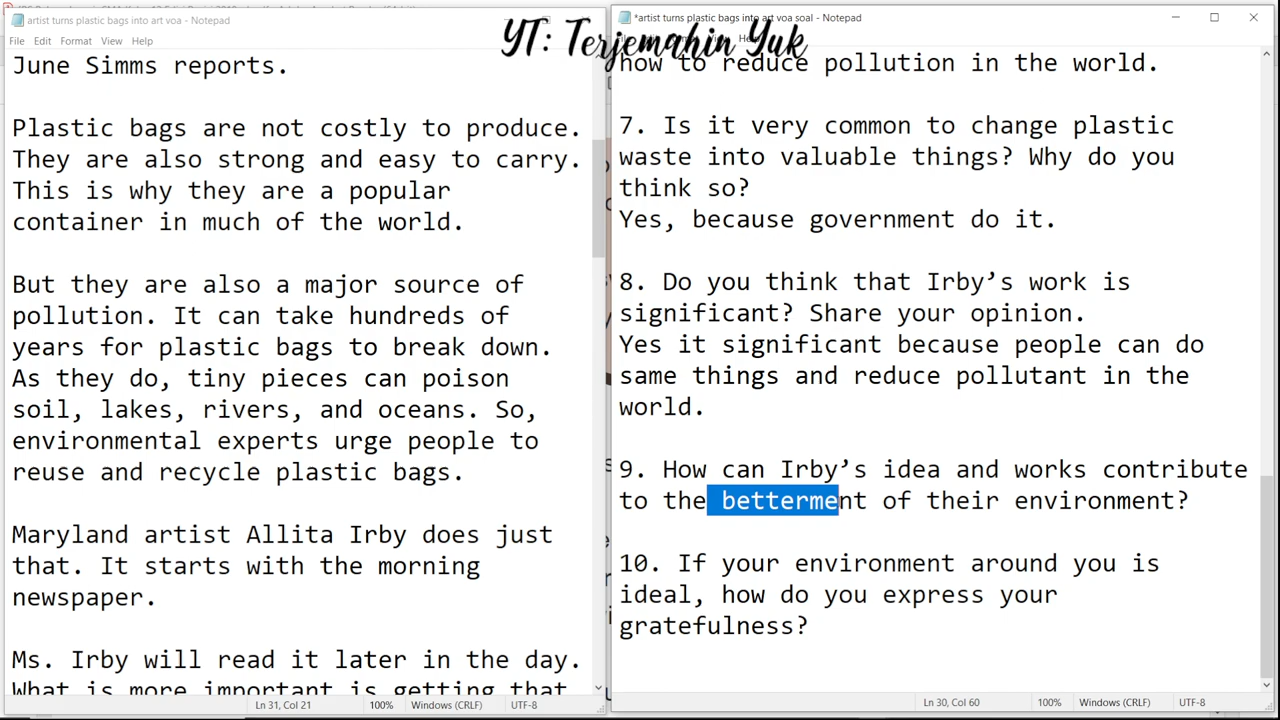 artist turns plastic bags into art voa - Notepad
File Edit Format View Help
June Simms reports.
Plastic bags are not costly to produce.
They are also strong and easy to carry.
This is why they are a popular
container in much of the world.
But they are also a major source of
pollution. It can take hundreds of
years for plastic bags to break down.
As they do, tiny pieces can poison
soil, lakes, rivers, and oceans. So,
environmental experts urge people to
reuse and recycle plastic bags.
Maryland artist Allita Irby does just
that. It starts with the morning
newspaper.
Ms. Irby will read it later in the day.
What is more important is getting that
Ln 31, Col 21 100% Windows (CRLF) UTF-8
YT: Terjemahin Yuk
*artist turns plastic bags into art voa soal - Notepad
how to reduce pollution in the world.
7. Is it very common to change plastic
waste into valuable things? Why do you
think so?
Yes, because government do it.
8. Do you think that Irby’s work is
significant? Share your opinion.
Yes it significant because people can do
same things and reduce pollutant in the
world.
9. How can Irby’s idea and works contribute
to the betterment of their environment?
10. If your environment around you is
ideal, how do you express your
gratefulness?
Ln 30, Col 60 100% Windows (CRLF) UTF-8